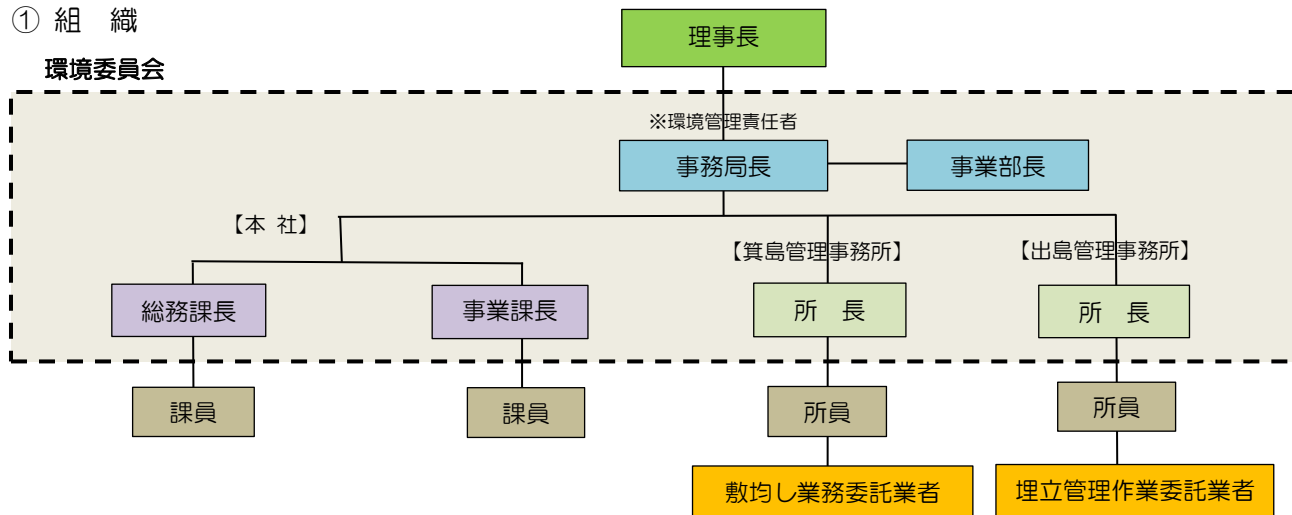 ① 組　織
理事長
環境委員会
※環境管理責任者
事務局長
事業部長
【本 社】
【箕島管理事務所】
【出島管理事務所】
総務課長
事業課長
所　長
所　長
課員
課員
所員
所員
敷均し業務委託業者
埋立管理作業委託業者